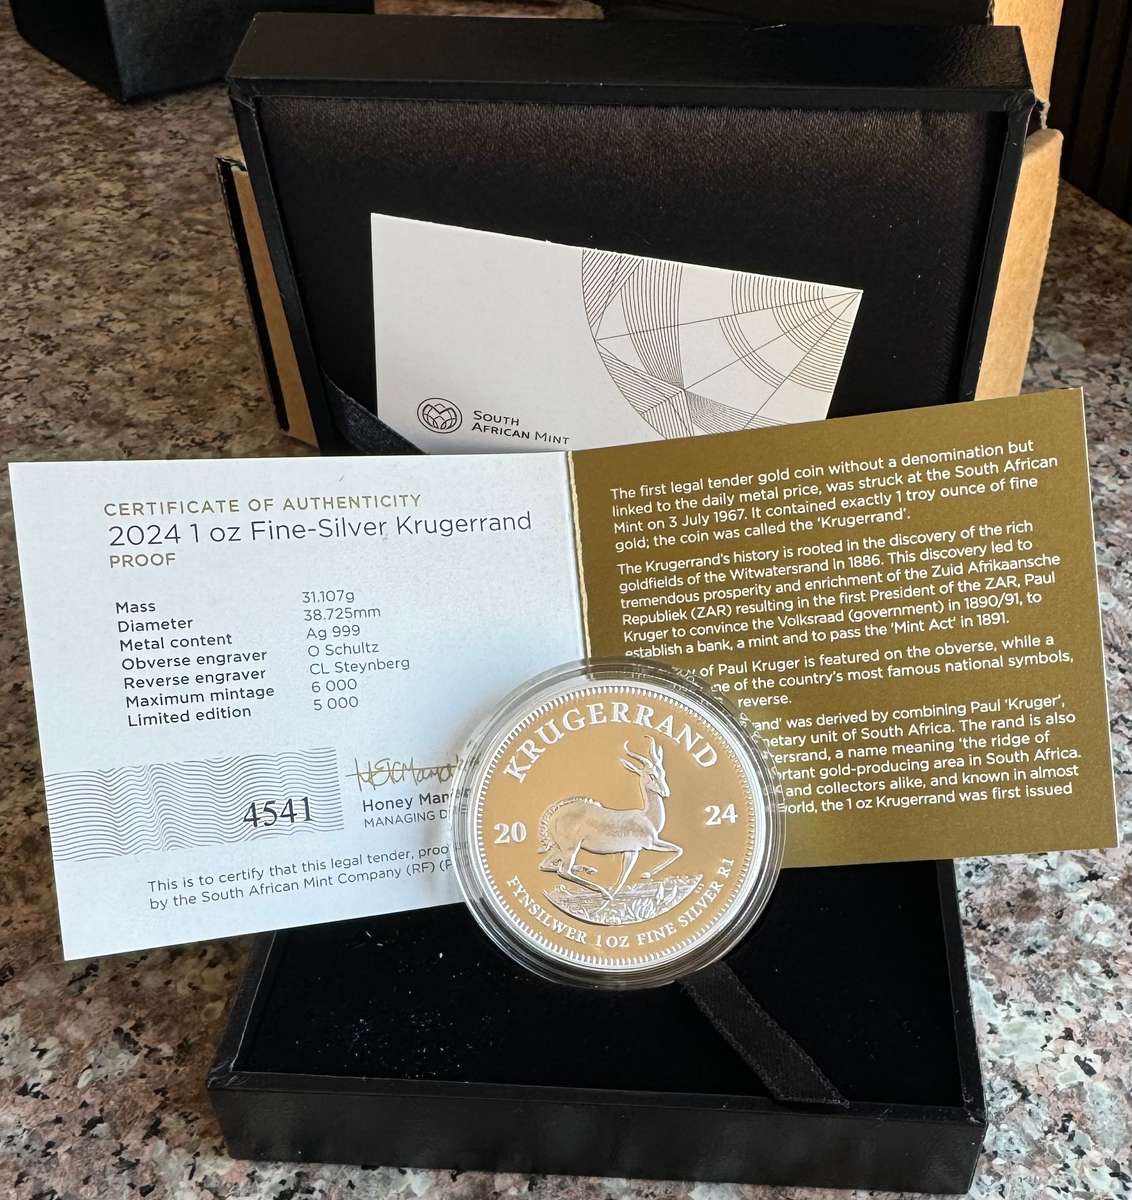 SOUTH
AFRICAN MINT
CERTIFICATE OF AUTHENTICITY
2024 1 oz Fine-Silver Krugerrand
PROOF
Mass 31.107g
Diameter 38.725mm
Metal content Ag 999
Obverse engraver O Schultz
Reverse engraver CL Steynberg
Maximum mintage 6 000
Limited edition 5 000
4541
Honey
MANAGING
This is to certify that this legal tender,
by the South African Mint Company (RF)
The first legal tender gold coin without a denomination but
linked to the daily metal price, was struck at the South African
Mint on 3 July 1967. It contained exactly 1 troy ounce of fine
gold; the coin was called the 'Krugerrand'.
The Krugerrand's history is rooted in the discovery of the rich
goldfields of the Witwatersrand in 1886. This discovery led to
tremendous prosperity and enrichment of the Zuid Afrikaansche
Republiek (ZAR) resulting in the first President of the ZAR, Paul
Kruger to convince the Volksraad (government) in 1890/91, to
establish a bank, a mint and to pass the 'Mint Act' in 1891.
of Paul Kruger is featured on the obverse, while a
of the country's most famous national symbols,
reverse.
was derived by combining Paul 'Kruger',
unit of South Africa. The rand is also
a name meaning 'the ridge of
gold-producing area in South Africa.
and collectors alike, and known in almost
the 1 oz Krugerrand was first issued
KRUGERRAND
20 24
FYNSILWER 1 OZ FINE SILVER R1